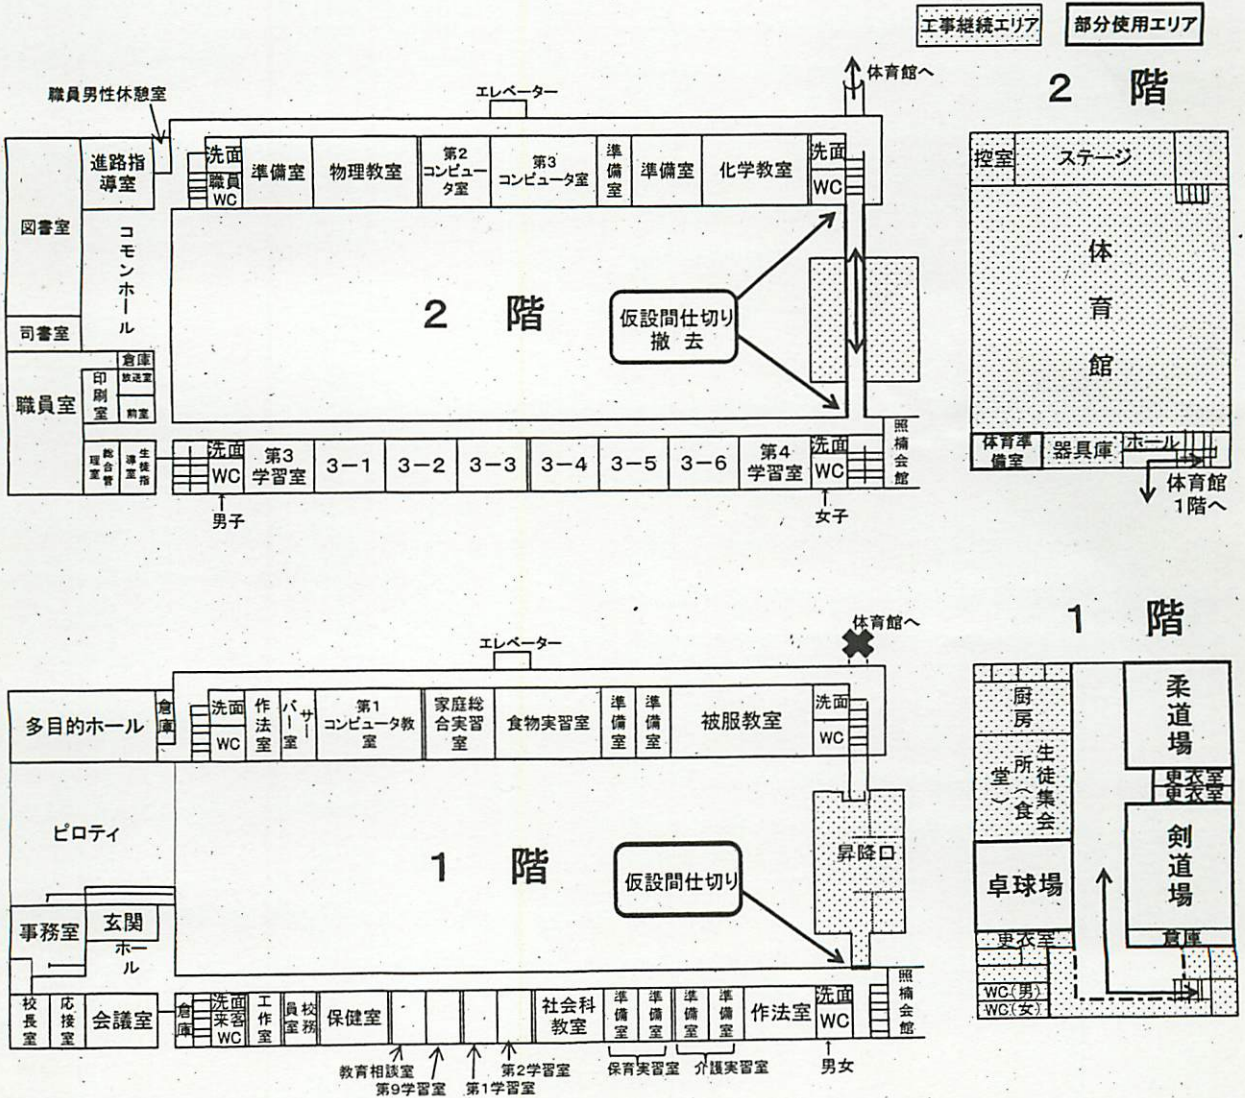 工事継続エリア
部分使用エリア
2 階
体育館へ
エレベーター
職員男性休憩室
進路指
導室
図書室
コモンホール
司書室
職員室
倉庫
印刷室
放送室
前室
総合管
理室
生徒指
導室
洗面
職員
WC
準備室
物理教室
第2
コンピュー
タ室
第3
コンピュータ室
準備室
準備室
化学教室
洗面
WC
2 階
仮設間仕切り
撤 去
洗面
WC
男子
第3
学習室
3-1
3-2
3-3
3-4
3-5
3-6
第4
学習室
洗面
WC
女子
照楠会館
控室
ステージ
体育館
体育準
備室
器具庫
ホール
体育館
1階へ
1 階
体育館へ
エレベーター
多目的ホール
倉庫
洗面
WC
作法室
サー
バー室
第1
コンピュータ教
室
家庭総
合実習
室
食物実習室
準備室
準備室
被服教室
洗面
WC
ピロティ
1 階
仮設間仕切り
昇降口
事務室
玄関
ホール
校長室
応接室
会議室
倉庫
洗面
来客
WC
工作室
校務
員室
保健室
教育相談室
第9学習室
第1学習室
第2学習室
社会科
教室
準備室
準備室
保育実習室
準備室
準備室
介護実習室
作法室
洗面
WC
男女
照楠会館
厨房
生徒集会
所(食
堂)
卓球場
更衣室
WC(男)
WC(女)
柔道場
更衣室
更衣室
剣道場
倉庫